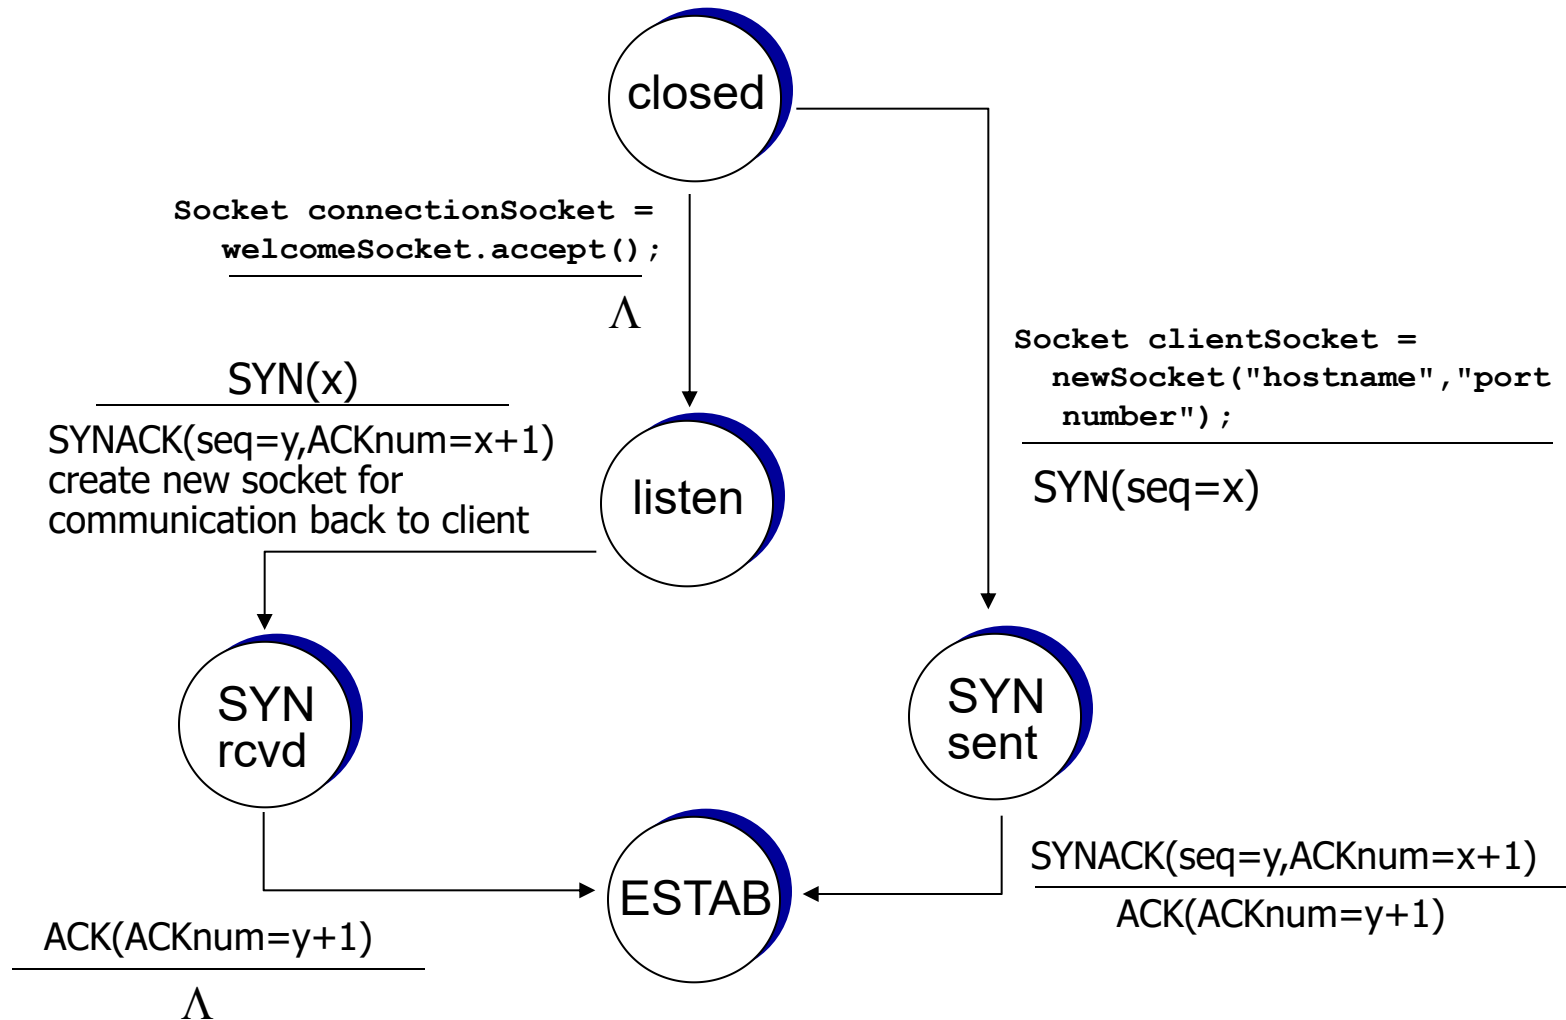 closed
Socket connectionSocket =
welcomeSocket.accept();
Λ
Socket clientSocket =
newSocket("hostname","port
number");
SYN(seq=x)
SYN(x)
SYNACK(seq=y,ACKnum=x+1)
create new socket for
communication back to client
listen
SYN
rcvd
SYN
sent
ESTAB
SYNACK(seq=y,ACKnum=x+1)
ACK(ACKnum=y+1)
ACK(ACKnum=y+1)
Λ